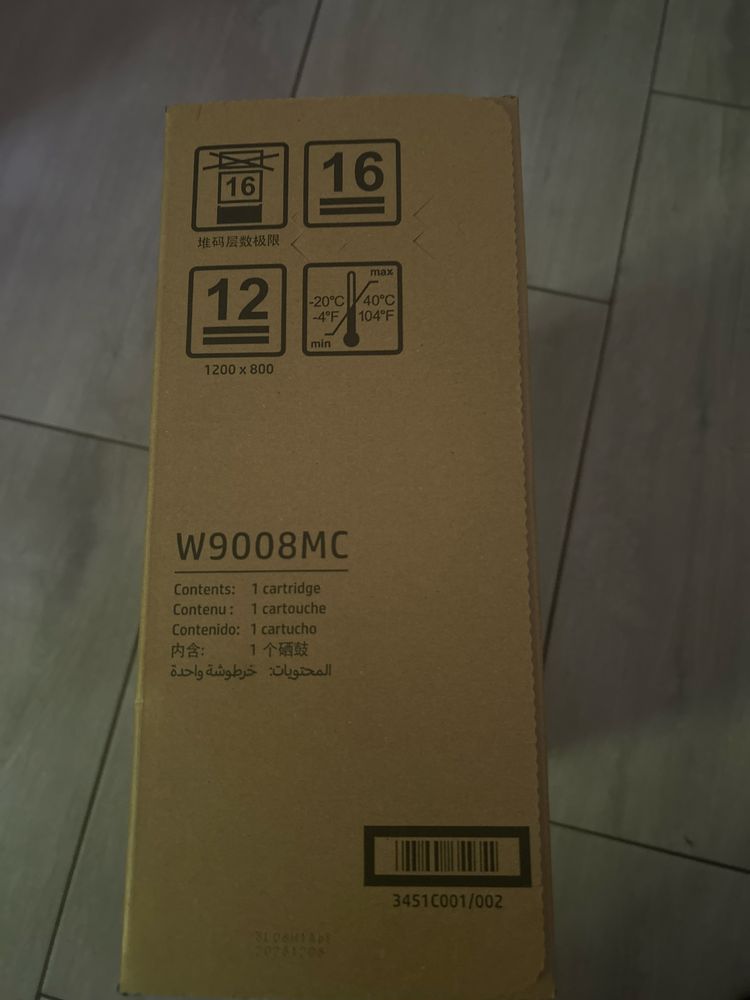 16
16
堆码层数极限
12
1200 x 800
max
-20°C 40°C
-4°F 104°F
min
W9008MC
Contents: 1 cartridge
Contenu : 1 cartouche
Contenido: 1 cartucho
内含: 1 个硒鼓
المحتويات: خرطوشة واحدة
3451C001/002